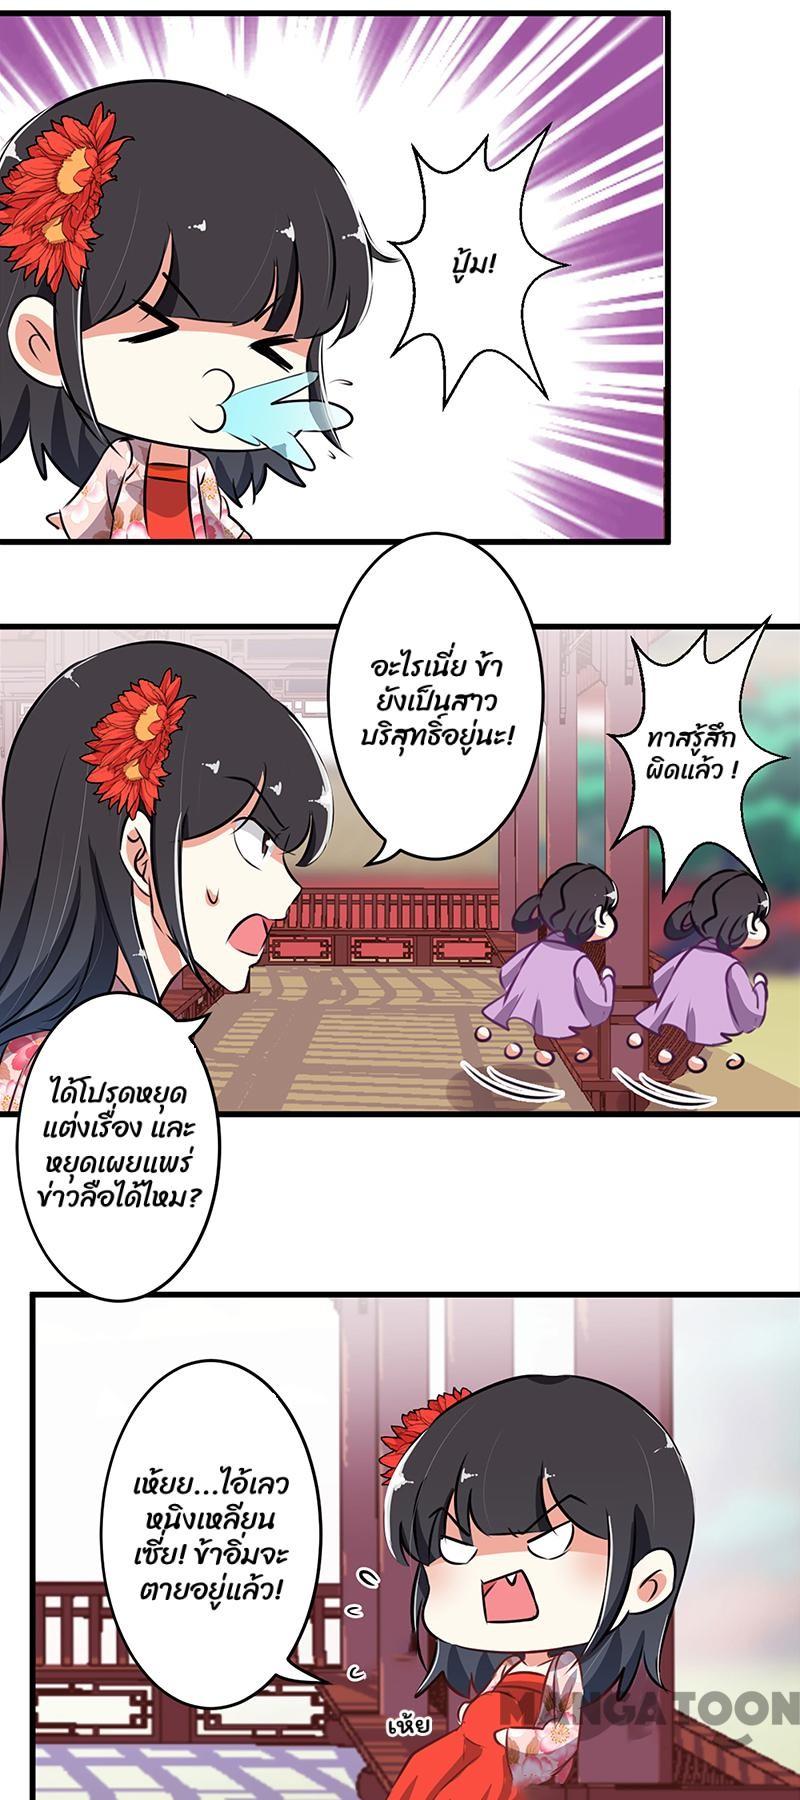 ปู้ม!
อะไรเนี่ย ข้า
ยังเป็นสาว
บริสุทธิ์อยู่นะ!
ทาสรู้สึก
ผิดแล้ว !
ได้โปรดหยุด
แต่งเรื่อง และ
หยุดเผยแพร่
ข่าวลือได้ไหม?
เห้ยย...ไอ้เลว
หนิงเหลียน
เซี่ย! ข้าอิ่มจะ
ตายอยู่แล้ว!
เห้ย
MANGATOON